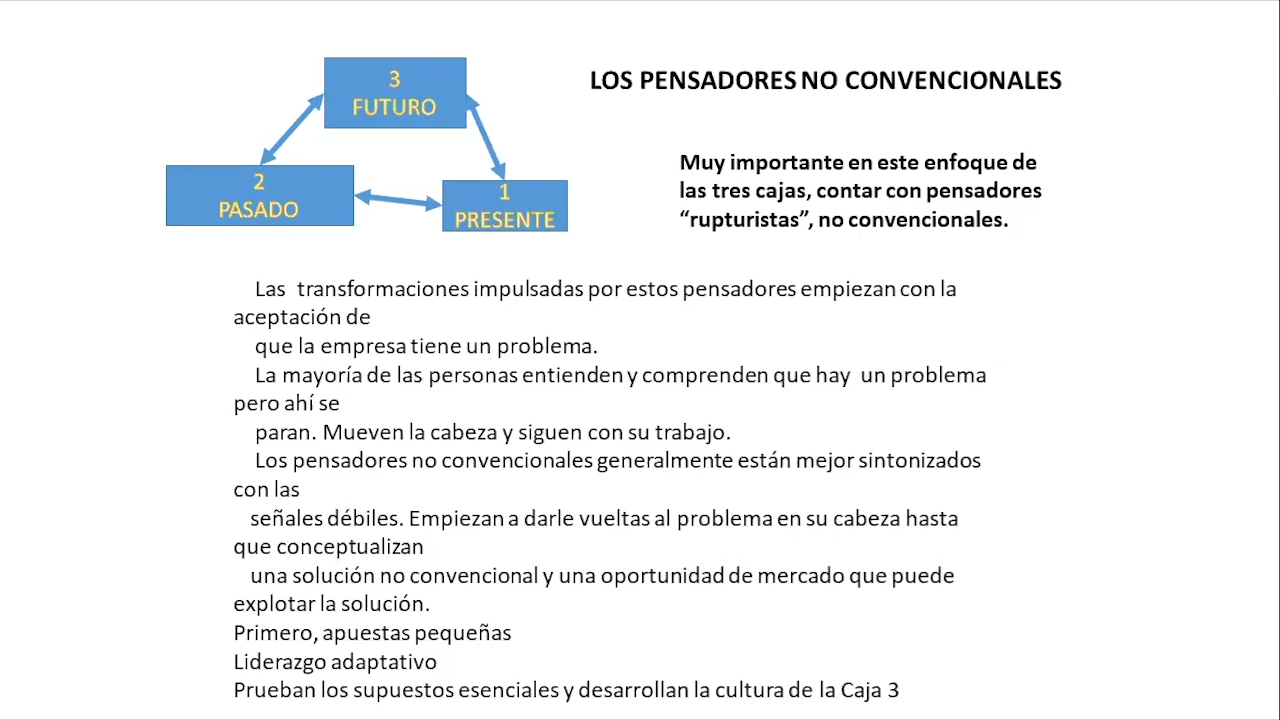 3
FUTURO
2
PASADO
1
PRESENTE
LOS PENSADORES NO CONVENCIONALES
Muy importante en este enfoque de
las tres cajas, contar con pensadores
“rupturistas”, no convencionales.
Las transformaciones impulsadas por estos pensadores empiezan con la
aceptación de
que la empresa tiene un problema.
La mayoría de las personas entienden y comprenden que hay un problema
pero ahí se
paran. Mueven la cabeza y siguen con su trabajo.
Los pensadores no convencionales generalmente están mejor sintonizados
con las
señales débiles. Empiezan a darle vueltas al problema en su cabeza hasta
que conceptualizan
una solución no convencional y una oportunidad de mercado que puede
explotar la solución.
Primero, apuestas pequeñas
Liderazgo adaptativo
Prueban los supuestos esenciales y desarrollan la cultura de la Caja 3